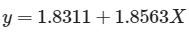 y = 1.8311 + 1.8563X